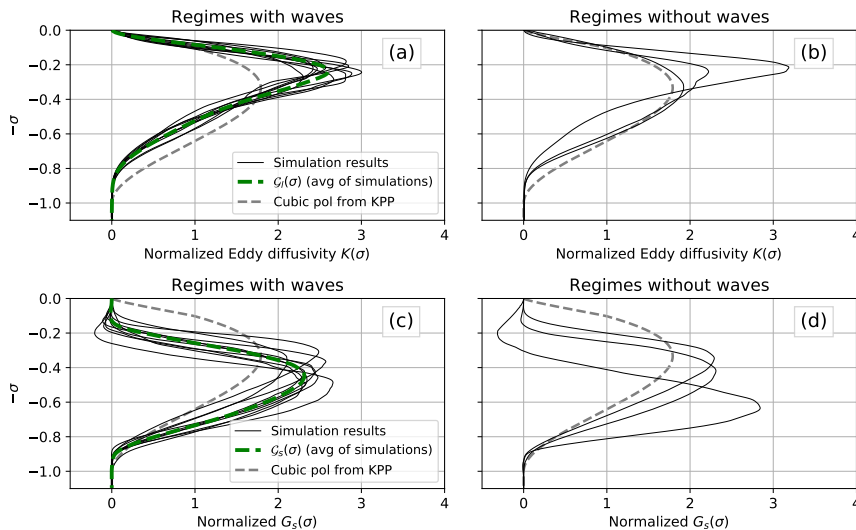 Regimes with waves
Regimes without waves
(a)
(b)
0.0
−0.2
−0.4
−0.6
−0.8
−1.0
−σ
Simulation results
𝒢ₗ(σ) (avg of simulations)
Cubic pol from KPP
0 1 2 3 4
0 1 2 3 4
Normalized Eddy diffusivity K(σ)
Normalized Eddy diffusivity K(σ)
Regimes with waves
Regimes without waves
(c)
(d)
0.0
−0.2
−0.4
−0.6
−0.8
−1.0
−σ
Simulation results
𝒢ₛ(σ) (avg of simulations)
Cubic pol from KPP
0 1 2 3 4
0 1 2 3 4
Normalized Gₛ(σ)
Normalized Gₛ(σ)